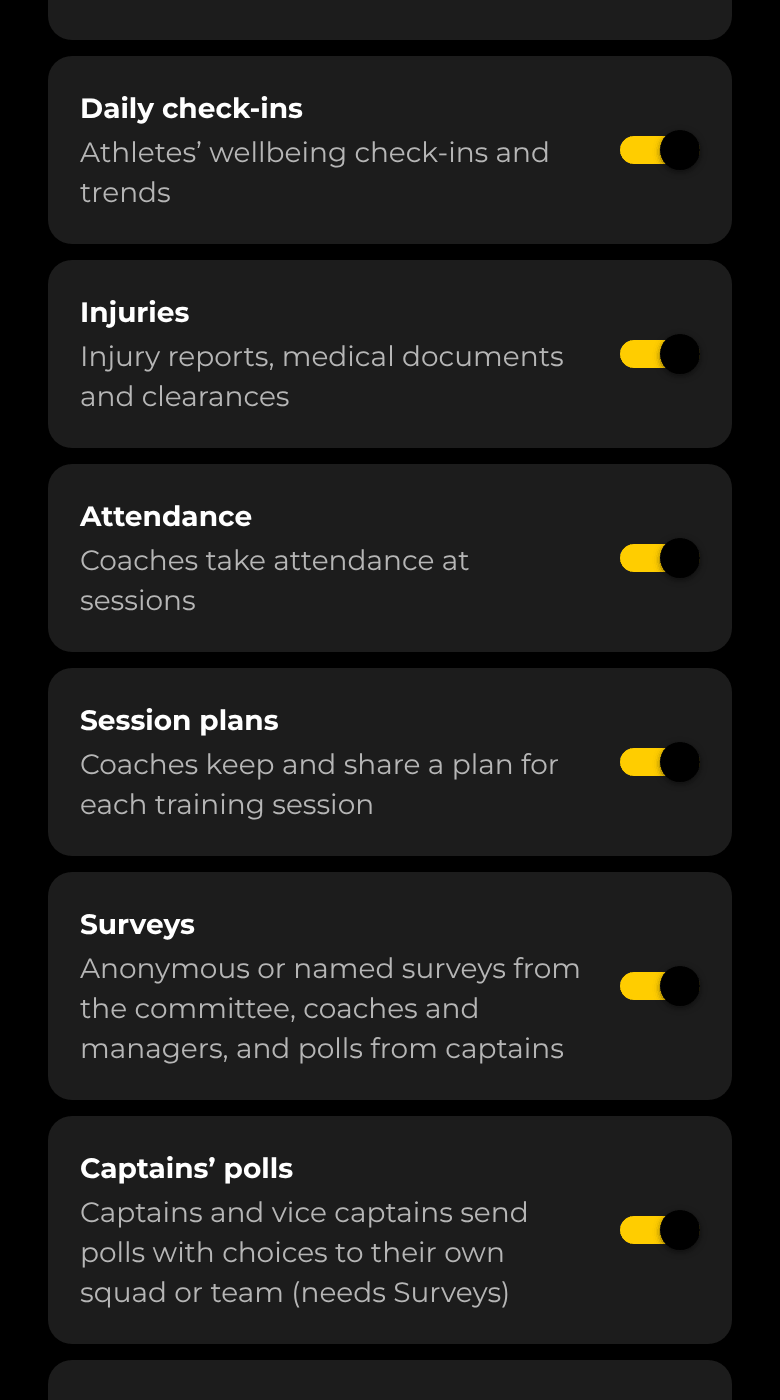 Daily check-ins
Athletes’ wellbeing check-ins and
trends
Injuries
Injury reports, medical documents
and clearances
Attendance
Coaches take attendance at
sessions
Session plans
Coaches keep and share a plan for
each training session
Surveys
Anonymous or named surveys from
the committee, coaches and
managers, and polls from captains
Captains’ polls
Captains and vice captains send
polls with choices to their own
squad or team (needs Surveys)